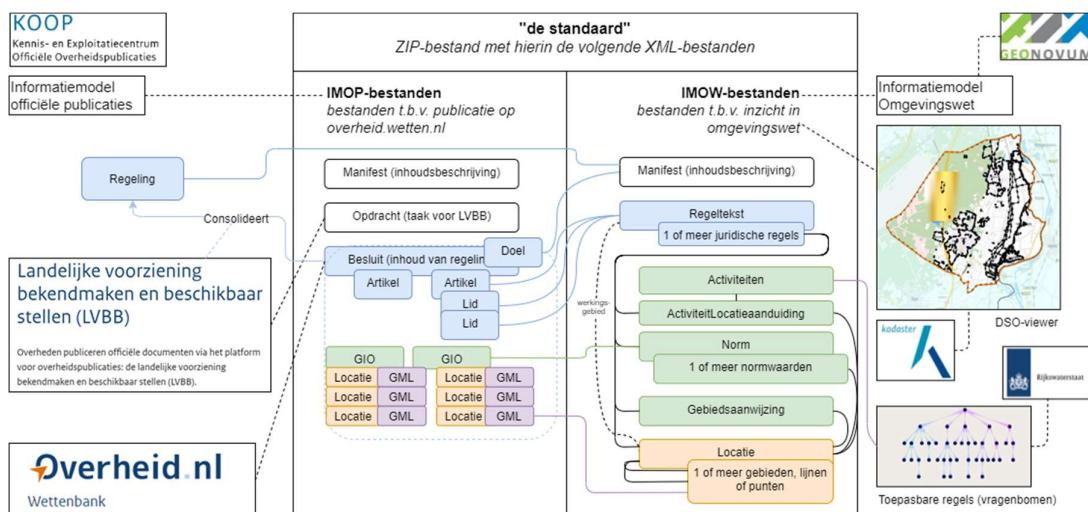 KOOP
Kennis- en Exploitatiecentrum
Officiële Overheidspublicaties
Informatiemodel
officiële publicaties
"de standaard"
ZIP-bestand met hierin de volgende XML-bestanden
GEONOVUM
Informatiemodel
Omgevingswet
IMOP-bestanden
bestanden t.b.v. publicatie op
overheid.wetten.nl
IMOW-bestanden
bestanden t.b.v. inzicht in
omgevingswet
Regeling
Consolideert
Manifest (inhoudsbeschrijving)
Opdracht (taak voor LVBB)
Doel
Besluit (inhoud van regelin
Artikel
Artikel
Lid
Lid
GIO
GIO
Locatie GML Locatie GML
Locatie GML Locatie GML
Locatie GML Locatie GML
Manifest (inhoudsbeschrijving)
Regeltekst
1 of meer juridische regels
werkings-
gebied
Activiteiten
ActiviteitLocatieaanduiding
Norm
1 of meer normwaarden
Gebiedsaanwijzing
Locatie
1 of meer gebieden, lijnen
of punten
Landelijke voorziening
bekendmaken en beschikbaar
stellen (LVBB)
Overheden publiceren officiële documenten via het platform
voor overheidspublicaties: de landelijke voorziening
bekendmaken en beschikbaar stellen (LVBB).
Overheid.nl
Wettenbank
DSO-viewer
kadaster
Rijkswaterstaat
Toepasbare regels (vragenbomen)